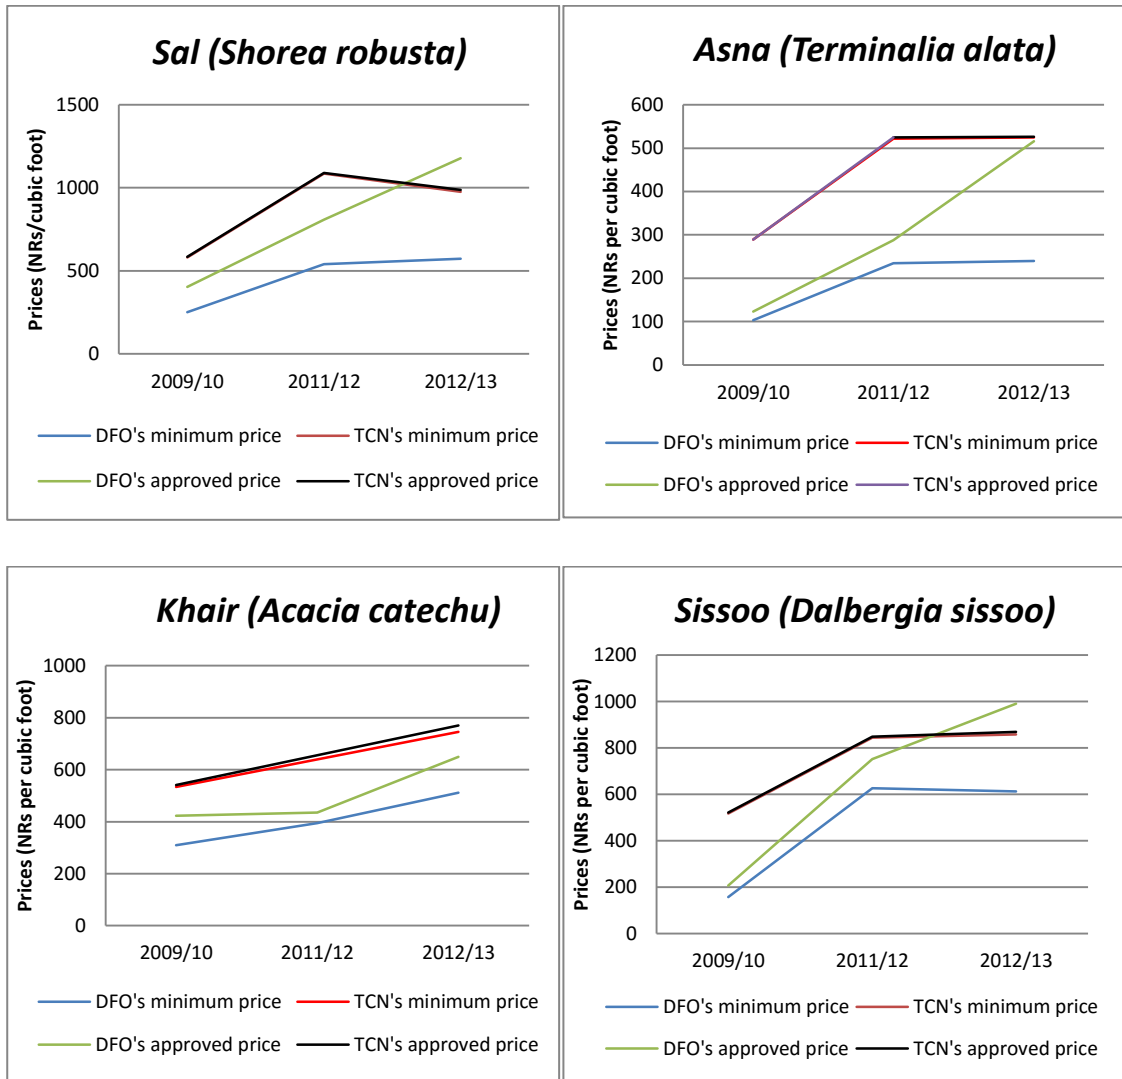 Sal (Shorea robusta)
Prices (NRs/cubic foot)
1500
1000
500
0
2009/10 2011/12 2012/13
DFO's minimum price TCN's minimum price
DFO's approved price TCN's approved price
Asna (Terminalia alata)
Prices (NRs per cubic foot)
600
500
400
300
200
100
0
2009/10 2011/12 2012/13
DFO's minimum price TCN's minimum price
DFO's approved price TCN's approved price
Khair (Acacia catechu)
Prices (NRs per cubic foot)
1000
800
600
400
200
0
2009/10 2011/12 2012/13
DFO's minimum price TCN's minimum price
DFO's approved price TCN's approved price
Sissoo (Dalbergia sissoo)
Prices (NRs per cubic foot)
1200
1000
800
600
400
200
0
2009/10 2011/12 2012/13
DFO's minimum price TCN's minimum price
DFO's approved price TCN's approved price